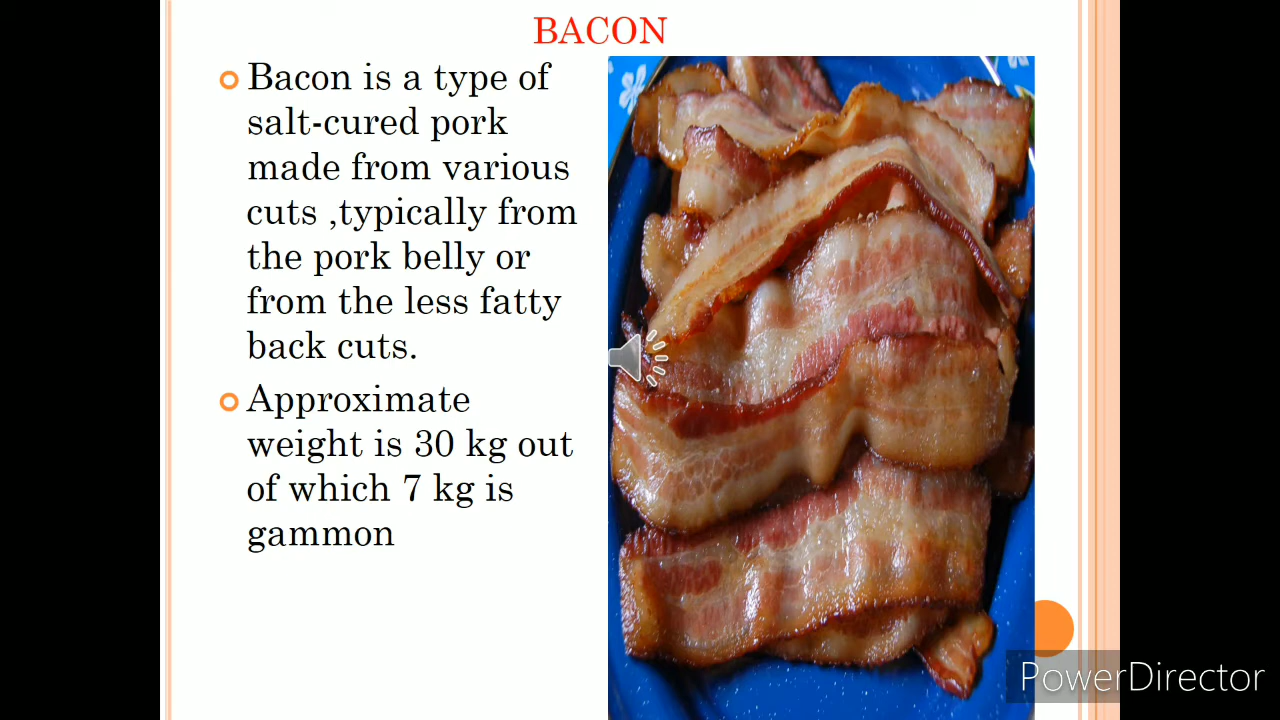 BACON
Bacon is a type of
salt-cured pork
made from various
cuts ,typically from
the pork belly or
from the less fatty
back cuts.
Approximate
weight is 30 kg out
of which 7 kg is
gammon
PowerDirector